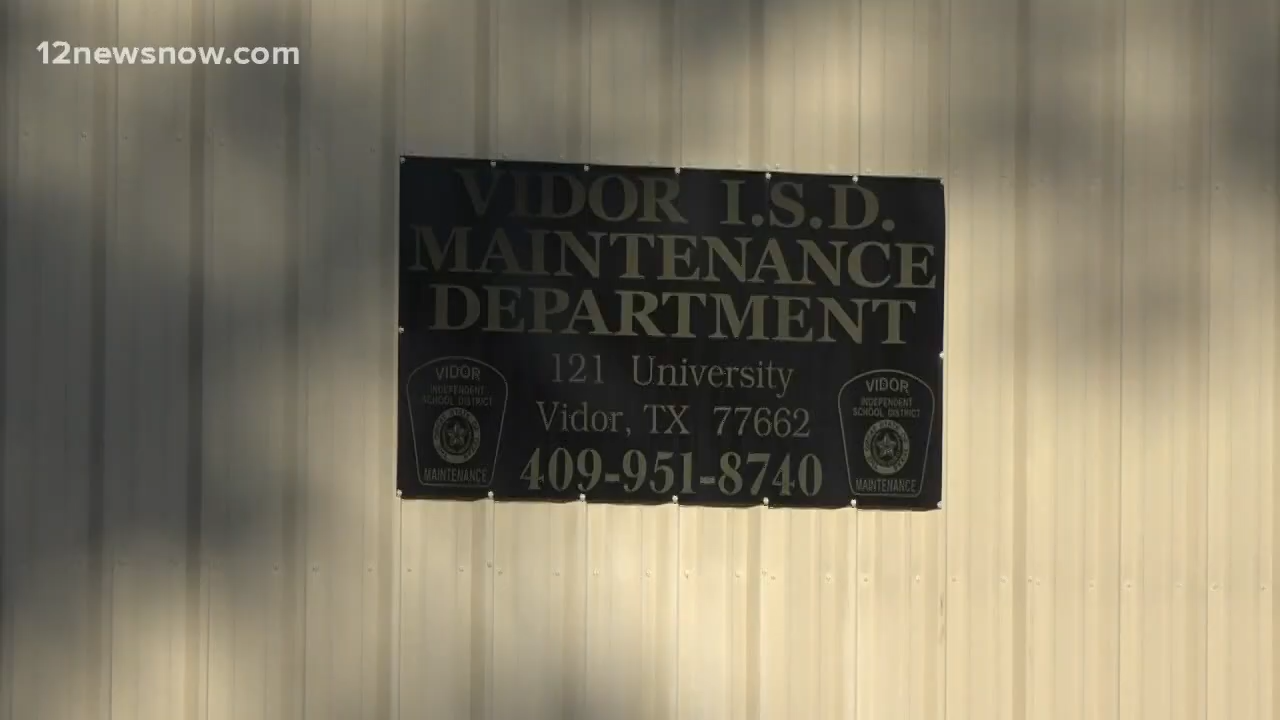 12newsnow.com
VIDOR I.S.D.
MAINTENANCE
DEPARTMENT
121 University
Vidor, TX 77662
409-951-8740
VIDOR
INDEPENDENT
SCHOOL DISTRICT
MAINTENANCE
VIDOR
INDEPENDENT
SCHOOL DISTRICT
MAINTENANCE